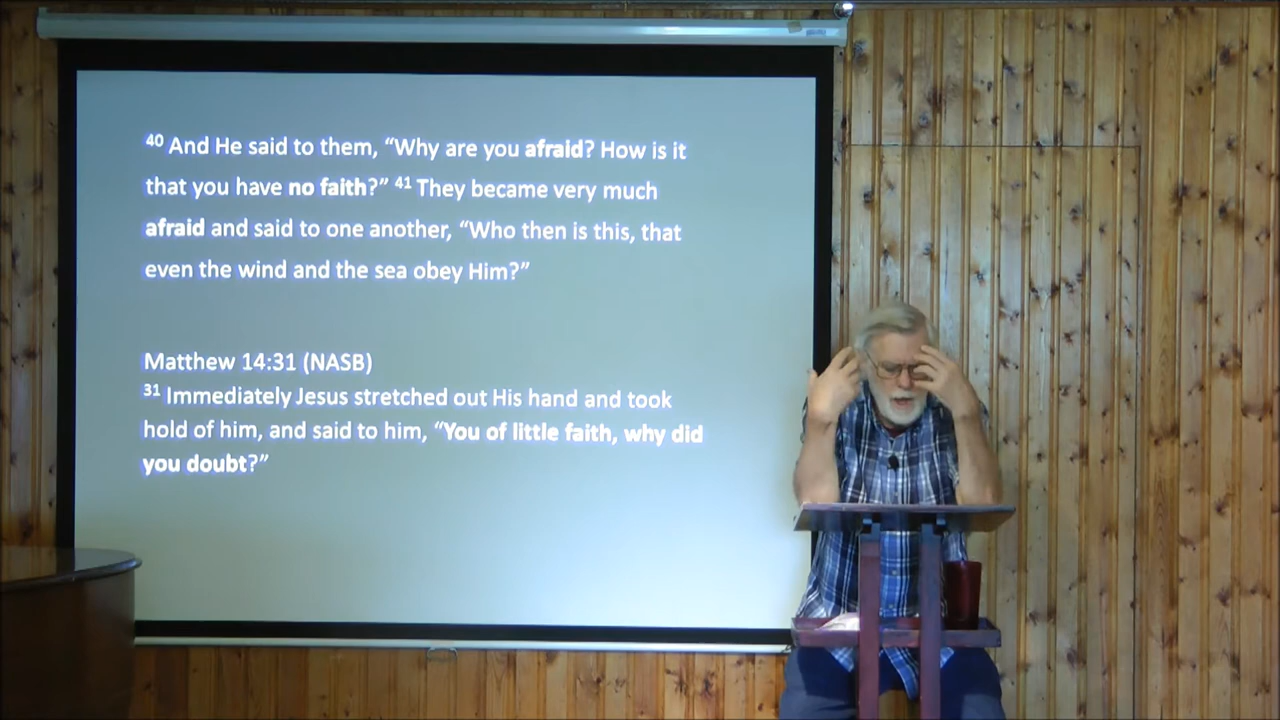 40 And He said to them, “Why are you afraid? How is it
that you have no faith?” 41 They became very much
afraid and said to one another, “Who then is this, that
even the wind and the sea obey Him?”
Matthew 14:31 (NASB)
31 Immediately Jesus stretched out His hand and took
hold of him, and said to him, “You of little faith, why did
you doubt?”